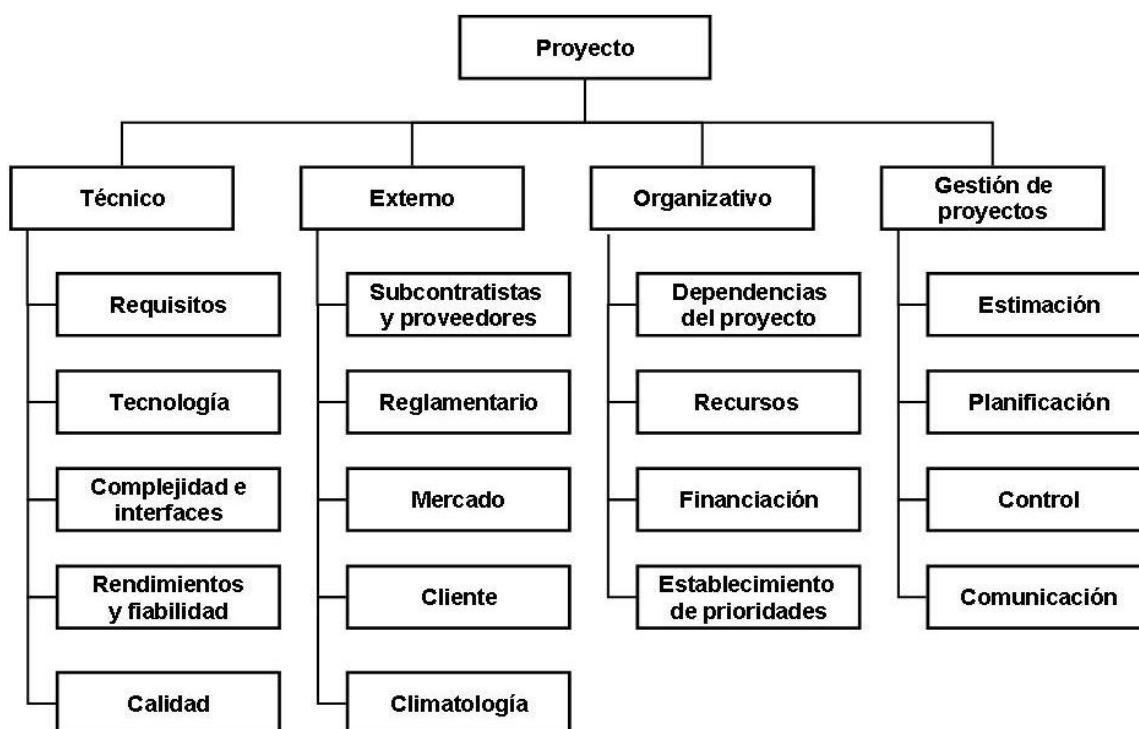 Proyecto
Técnico
Externo
Organizativo
Gestión de
proyectos
Requisitos
Tecnología
Complejidad e
interfaces
Rendimientos
y fiabilidad
Calidad
Subcontratistas
y proveedores
Reglamentario
Mercado
Cliente
Climatología
Dependencias
del proyecto
Recursos
Financiación
Establecimiento
de prioridades
Estimación
Planificación
Control
Comunicación